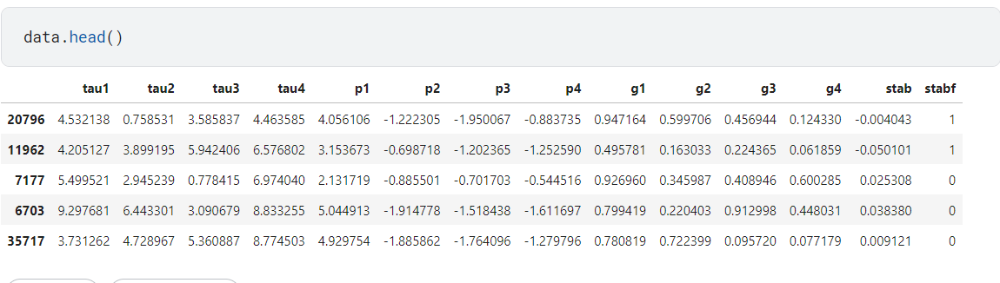 data.head()
tau1 tau2 tau3 tau4 p1 p2 p3 p4 g1 g2 g3 g4 stab stabf
20796 4.532138 0.758531 3.585837 4.463585 4.056106 -1.222305 -1.950067 -0.883735 0.947164 0.599706 0.456944 0.124330 -0.004043 1
11962 4.205127 3.899195 5.942406 6.576802 3.153673 -0.698718 -1.202365 -1.252590 0.495781 0.163033 0.224365 0.061859 -0.050101 1
7177 5.499521 2.945239 0.778415 6.974040 2.131719 -0.885501 -0.701703 -0.544516 0.926960 0.345987 0.408946 0.600285 0.025308 0
6703 9.297681 6.443301 3.090679 8.833255 5.044913 -1.914778 -1.518438 -1.611697 0.799419 0.220403 0.912998 0.448031 0.038380 0
35717 3.731262 4.728967 5.360887 8.774503 4.929754 -1.885862 -1.764096 -1.279796 0.780819 0.722399 0.095720 0.077179 0.009121 0